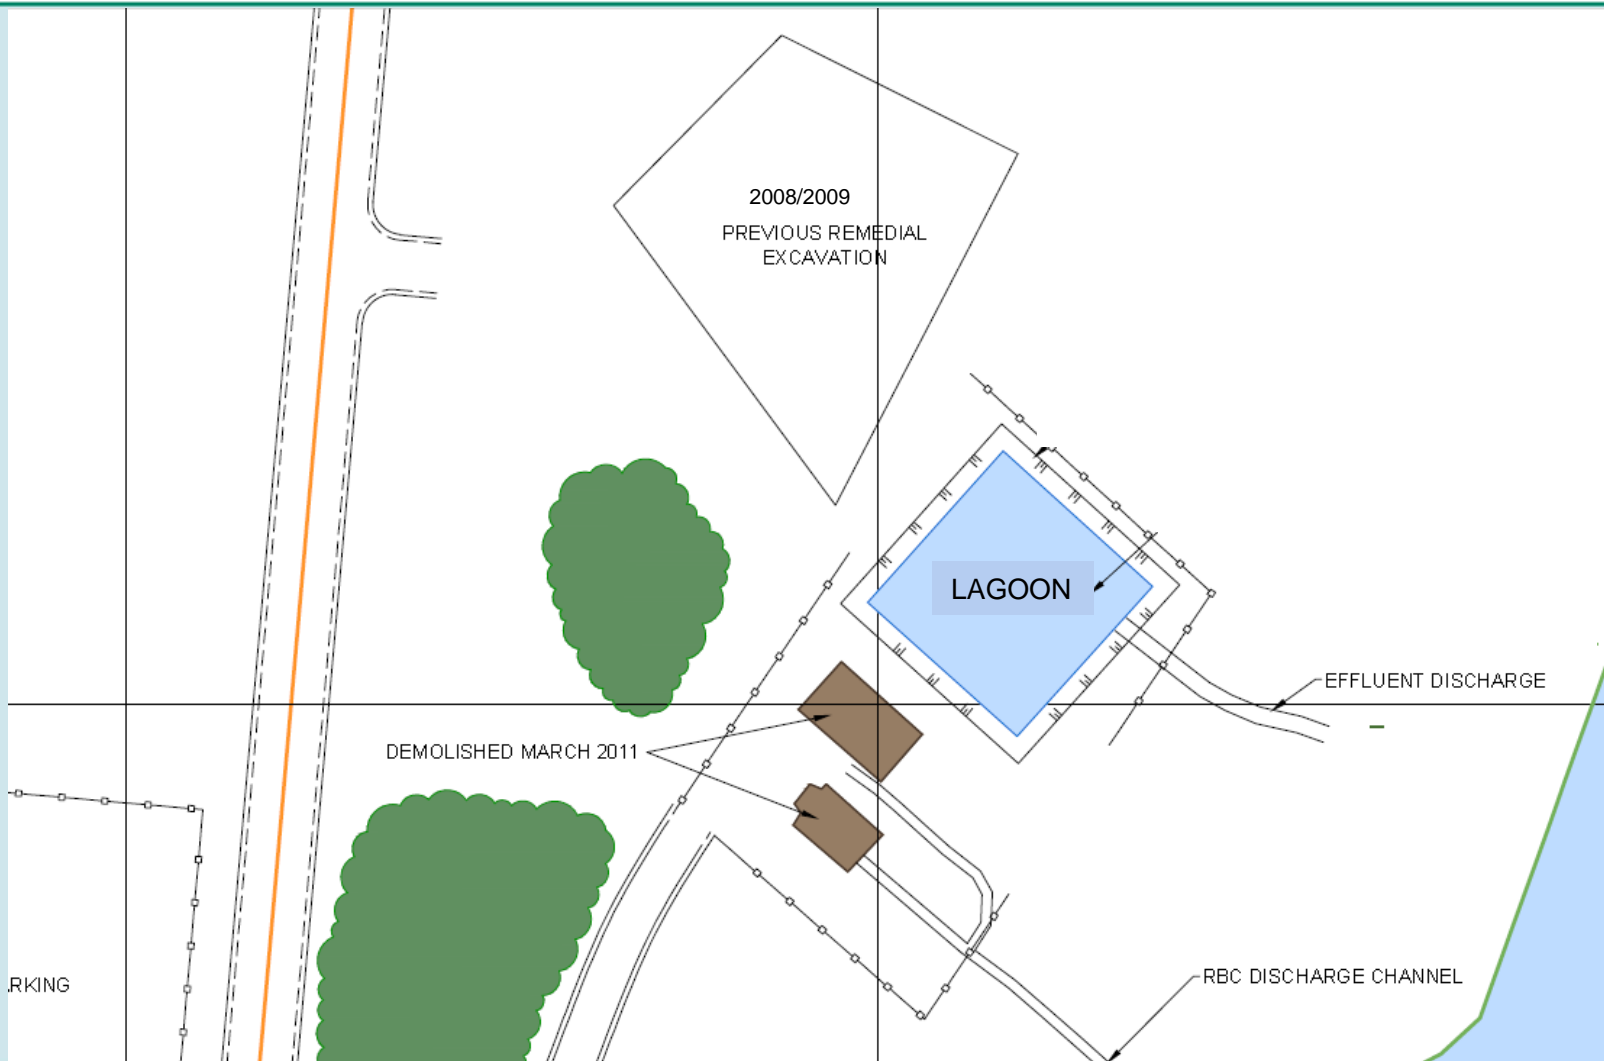 2008/2009
PREVIOUS REMEDIAL
EXCAVATION
LAGOON
EFFLUENT DISCHARGE
DEMOLISHED MARCH 2011
RBC DISCHARGE CHANNEL
RKING